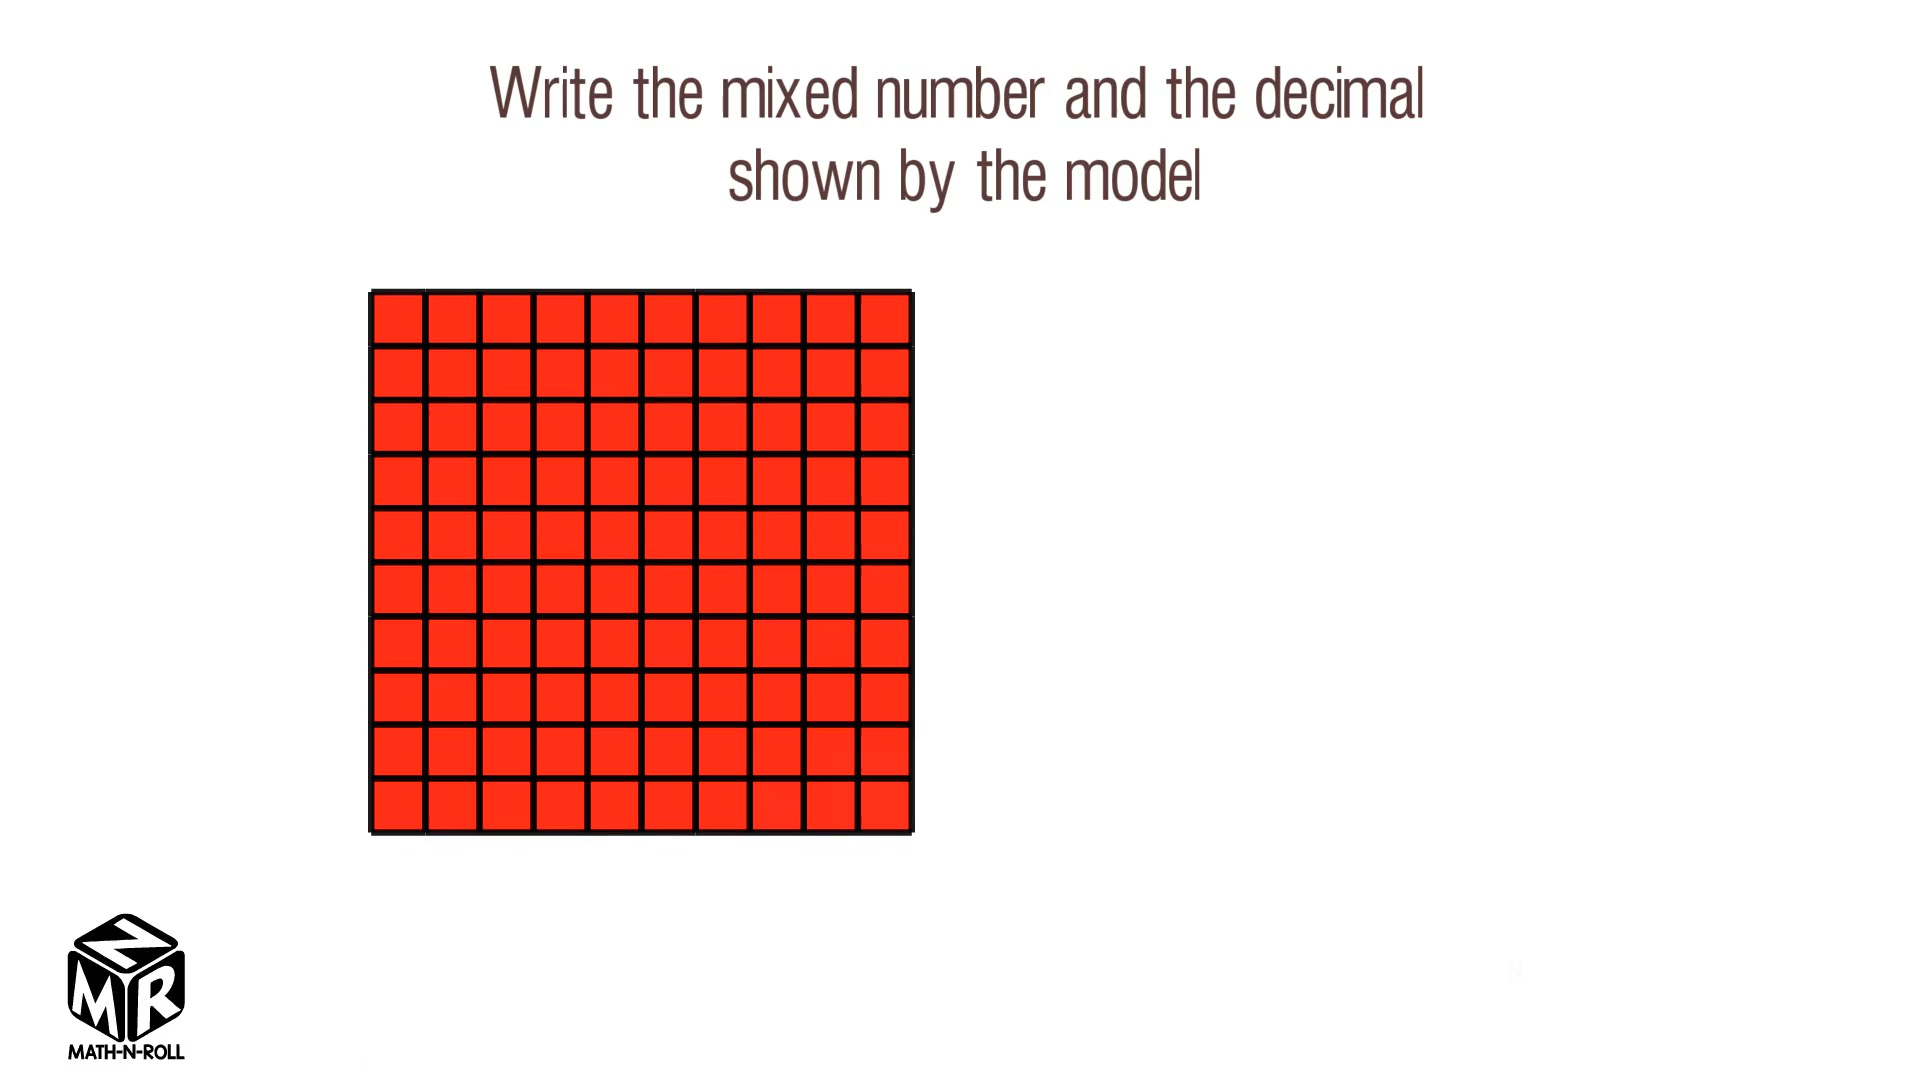 Write the mixed number and the decimal
shown by the model
N
M R
MATH-N-ROLL